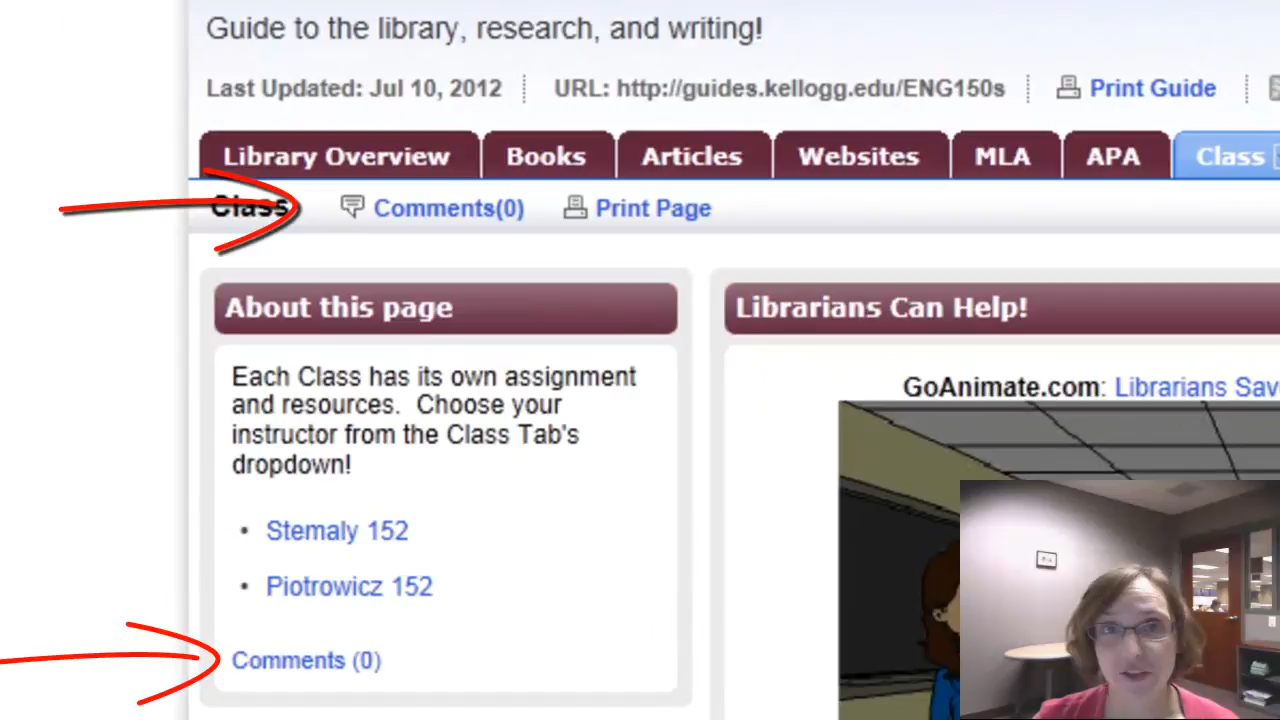 Guide to the library, research, and writing!
Last Updated: Jul 10, 2012 URL: http://guides.kellogg.edu/ENG150s Print Guide
Library Overview Books Articles Websites MLA APA Class
Class Comments(0) Print Page
About this page
Librarians Can Help!
Each Class has its own assignment
and resources. Choose your
instructor from the Class Tab's
dropdown!
• Stemaly 152
• Piotrowicz 152
Comments (0)
GoAnimate.com: Librarians Sav